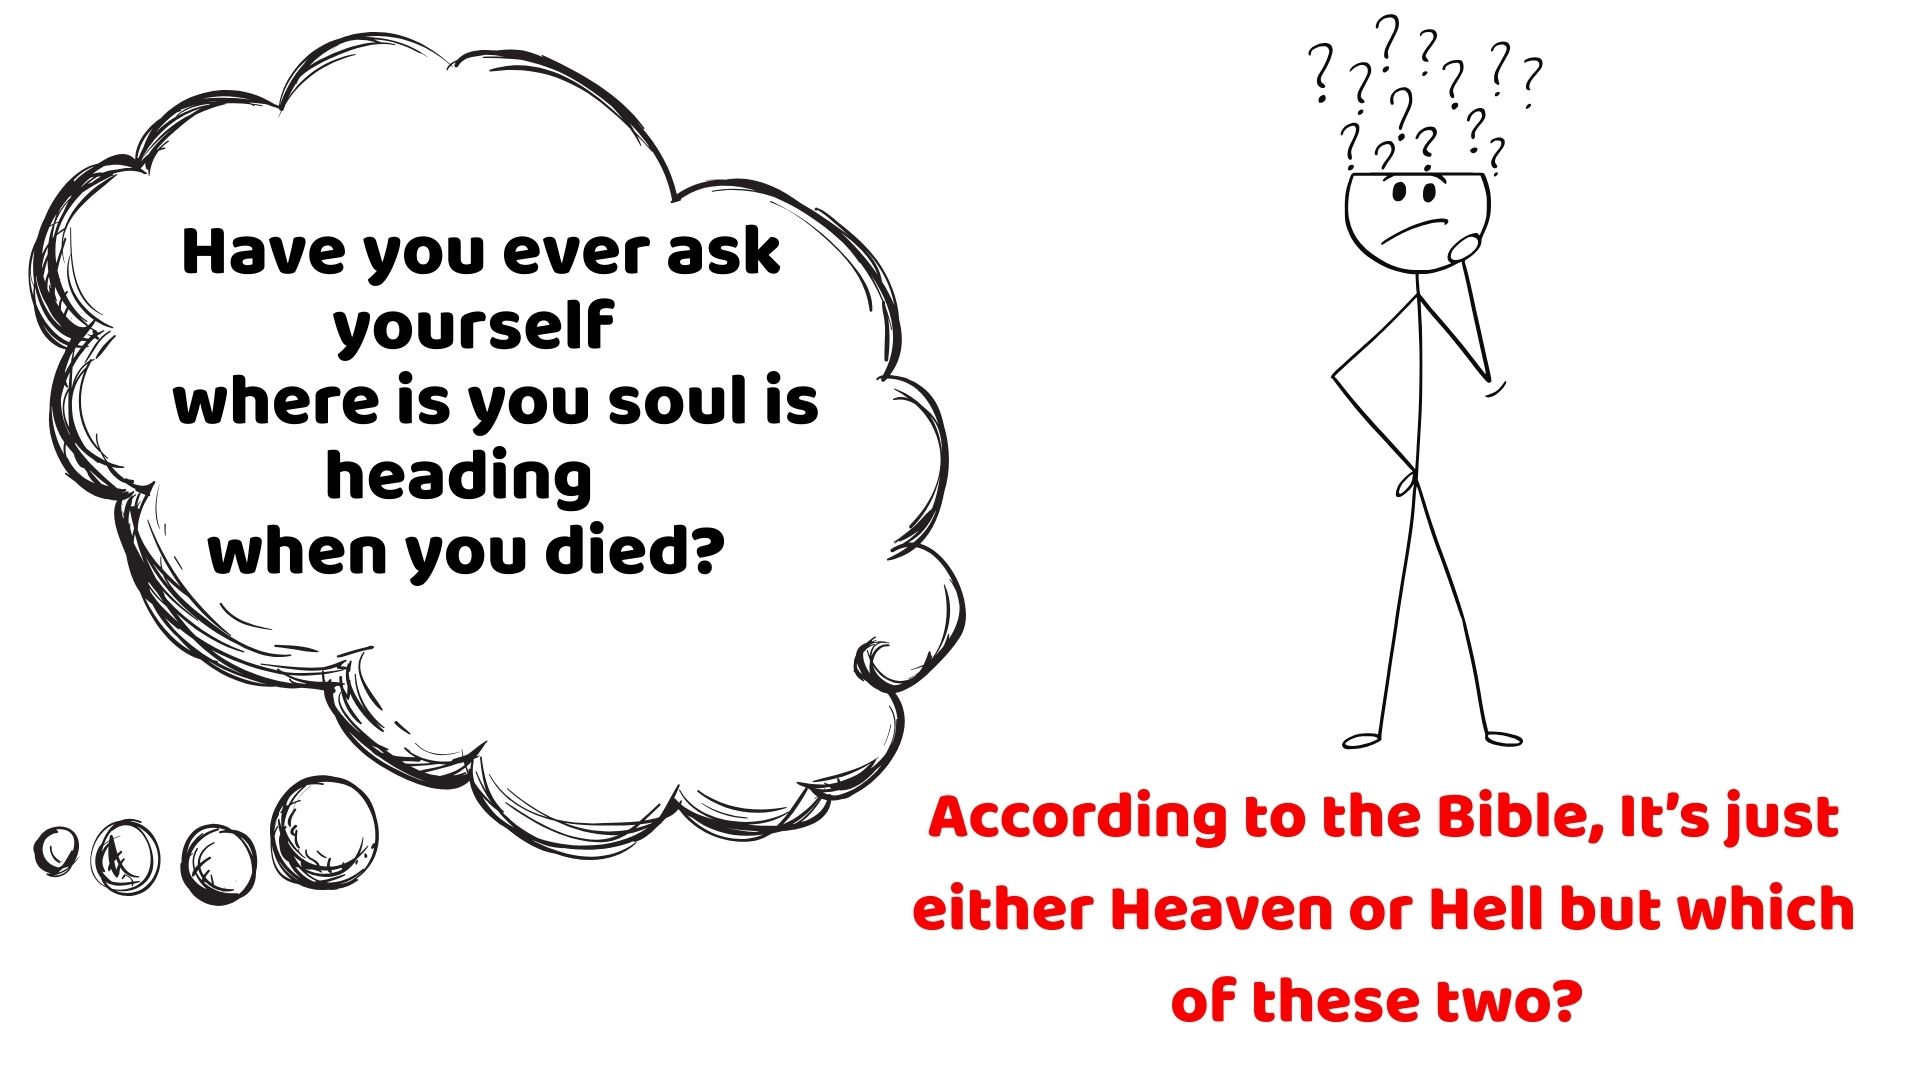 Have you ever ask
yourself
where is you soul is
heading
when you died?
? ? ? ? ? ? ? ? ? ? ? ? ? ?
According to the Bible, It's just
either Heaven or Hell but which
of these two?